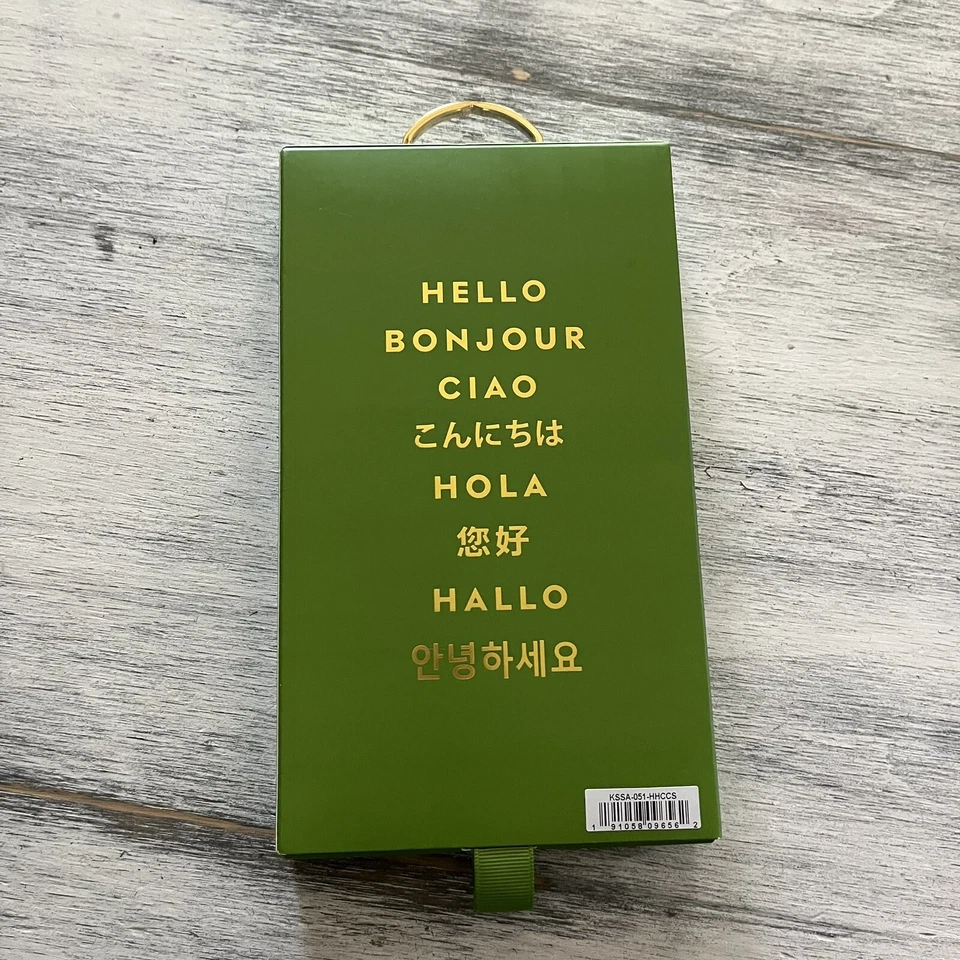 HELLO
BONJOUR
CIAO
こんにちは
HOLA
您好
HALLO
안녕하세요
KSSA-051-HHCCS
1 91058 09656 2